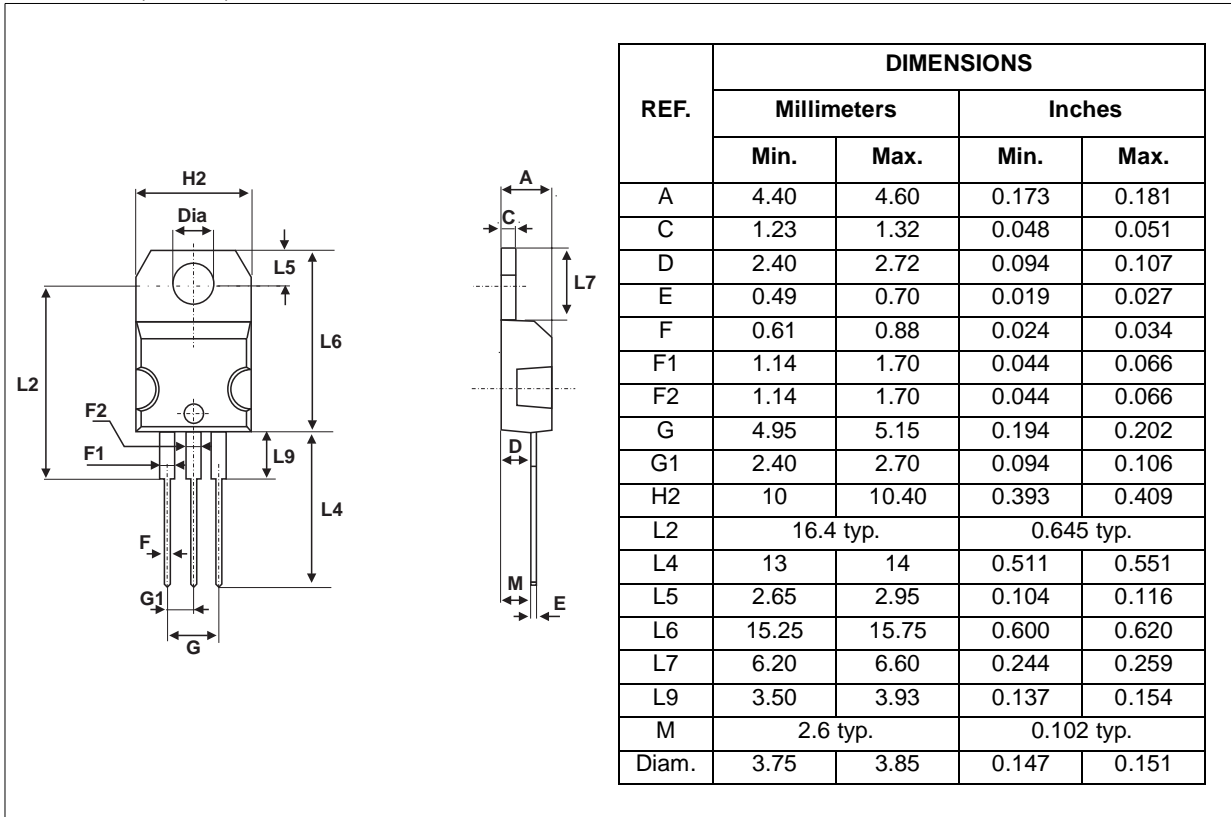 H2
Dia
L5
L6
L2
F2
F1
L9
L4
F
G1
G
A
C
L7
D
M
E
REF. DIMENSIONS
Millimeters Inches
Min. Max. Min. Max.
A 4.40 4.60 0.173 0.181
C 1.23 1.32 0.048 0.051
D 2.40 2.72 0.094 0.107
E 0.49 0.70 0.019 0.027
F 0.61 0.88 0.024 0.034
F1 1.14 1.70 0.044 0.066
F2 1.14 1.70 0.044 0.066
G 4.95 5.15 0.194 0.202
G1 2.40 2.70 0.094 0.106
H2 10 10.40 0.393 0.409
L2 16.4 typ. 0.645 typ.
L4 13 14 0.511 0.551
L5 2.65 2.95 0.104 0.116
L6 15.25 15.75 0.600 0.620
L7 6.20 6.60 0.244 0.259
L9 3.50 3.93 0.137 0.154
M 2.6 typ. 0.102 typ.
Diam. 3.75 3.85 0.147 0.151